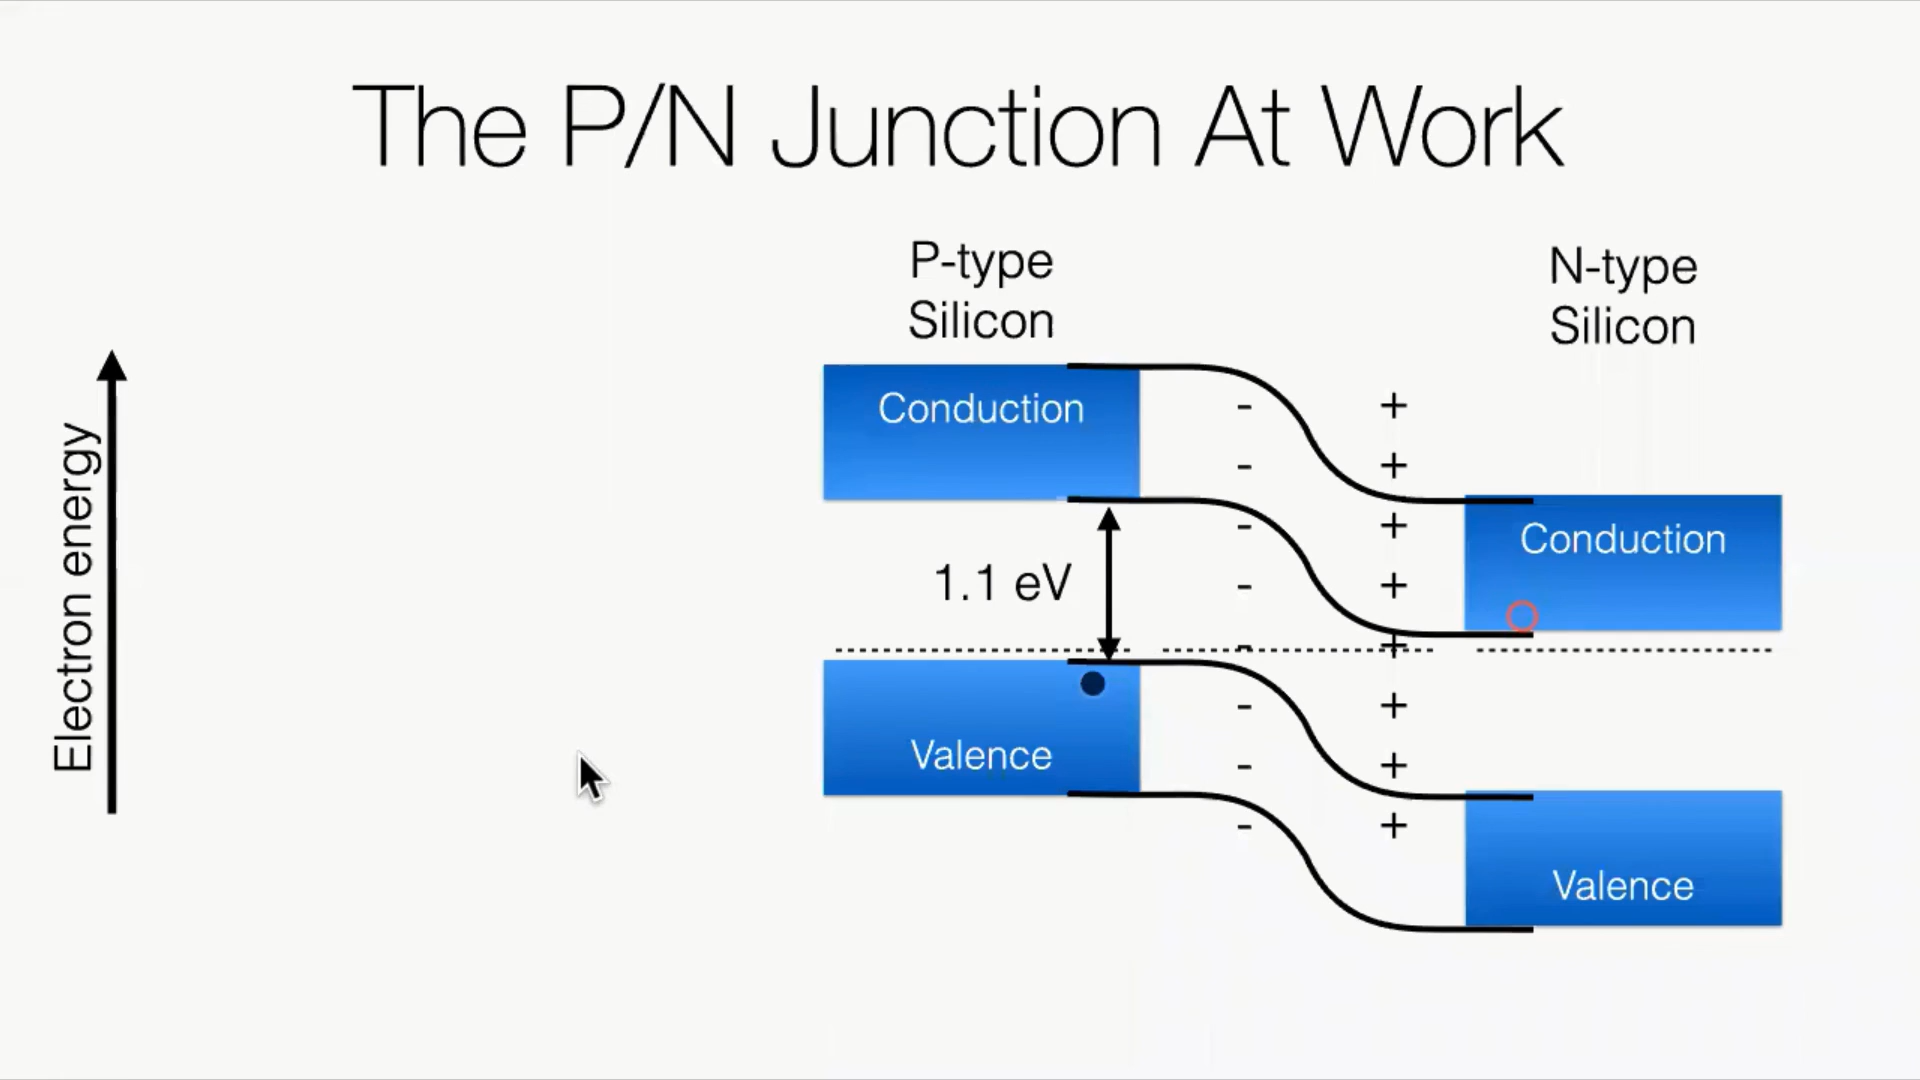 The P/N Junction At Work
P-type
Silicon
N-type
Silicon
Electron energy
Conduction
- +
- +
- +
Conduction
1.1 eV
- +
- +
- +
Valence
- +
- +
Valence